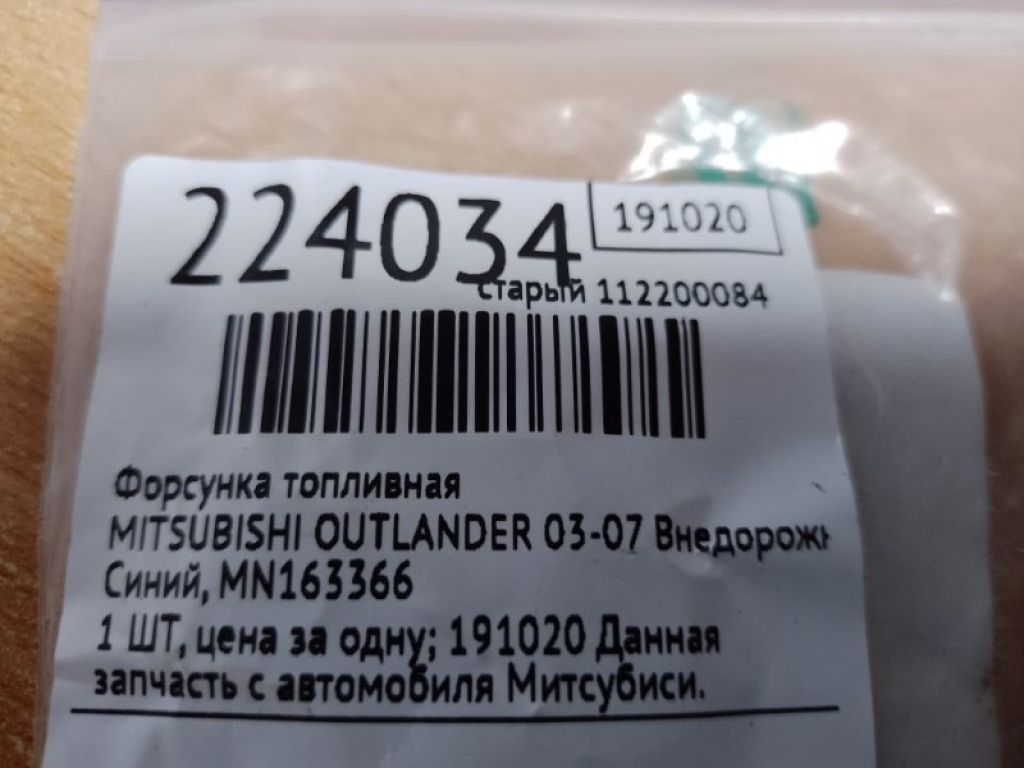 224034
191020
старый 112200084
Форсунка топливная
MITSUBISHI OUTLANDER 03-07 Внедорож
Синий, MN163366
1 ШТ, цена за одну; 191020 Данная
запчасть с автомобиля Митсубиси.